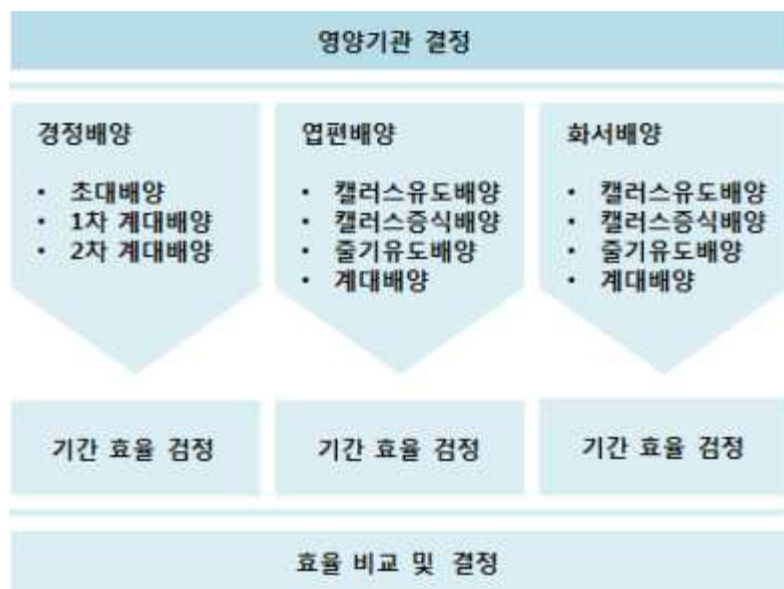 영양기관 결정
경정배양
• 초대배양
• 1차 계대배양
• 2차 계대배양
엽편배양
• 캘러스유도배양
• 캘러스증식배양
• 줄기유도배양
• 계대배양
화서배양
• 캘러스유도배양
• 캘러스증식배양
• 줄기유도배양
• 계대배양
기간 효율 검정
기간 효율 검정
기간 효율 검정
효율 비교 및 결정